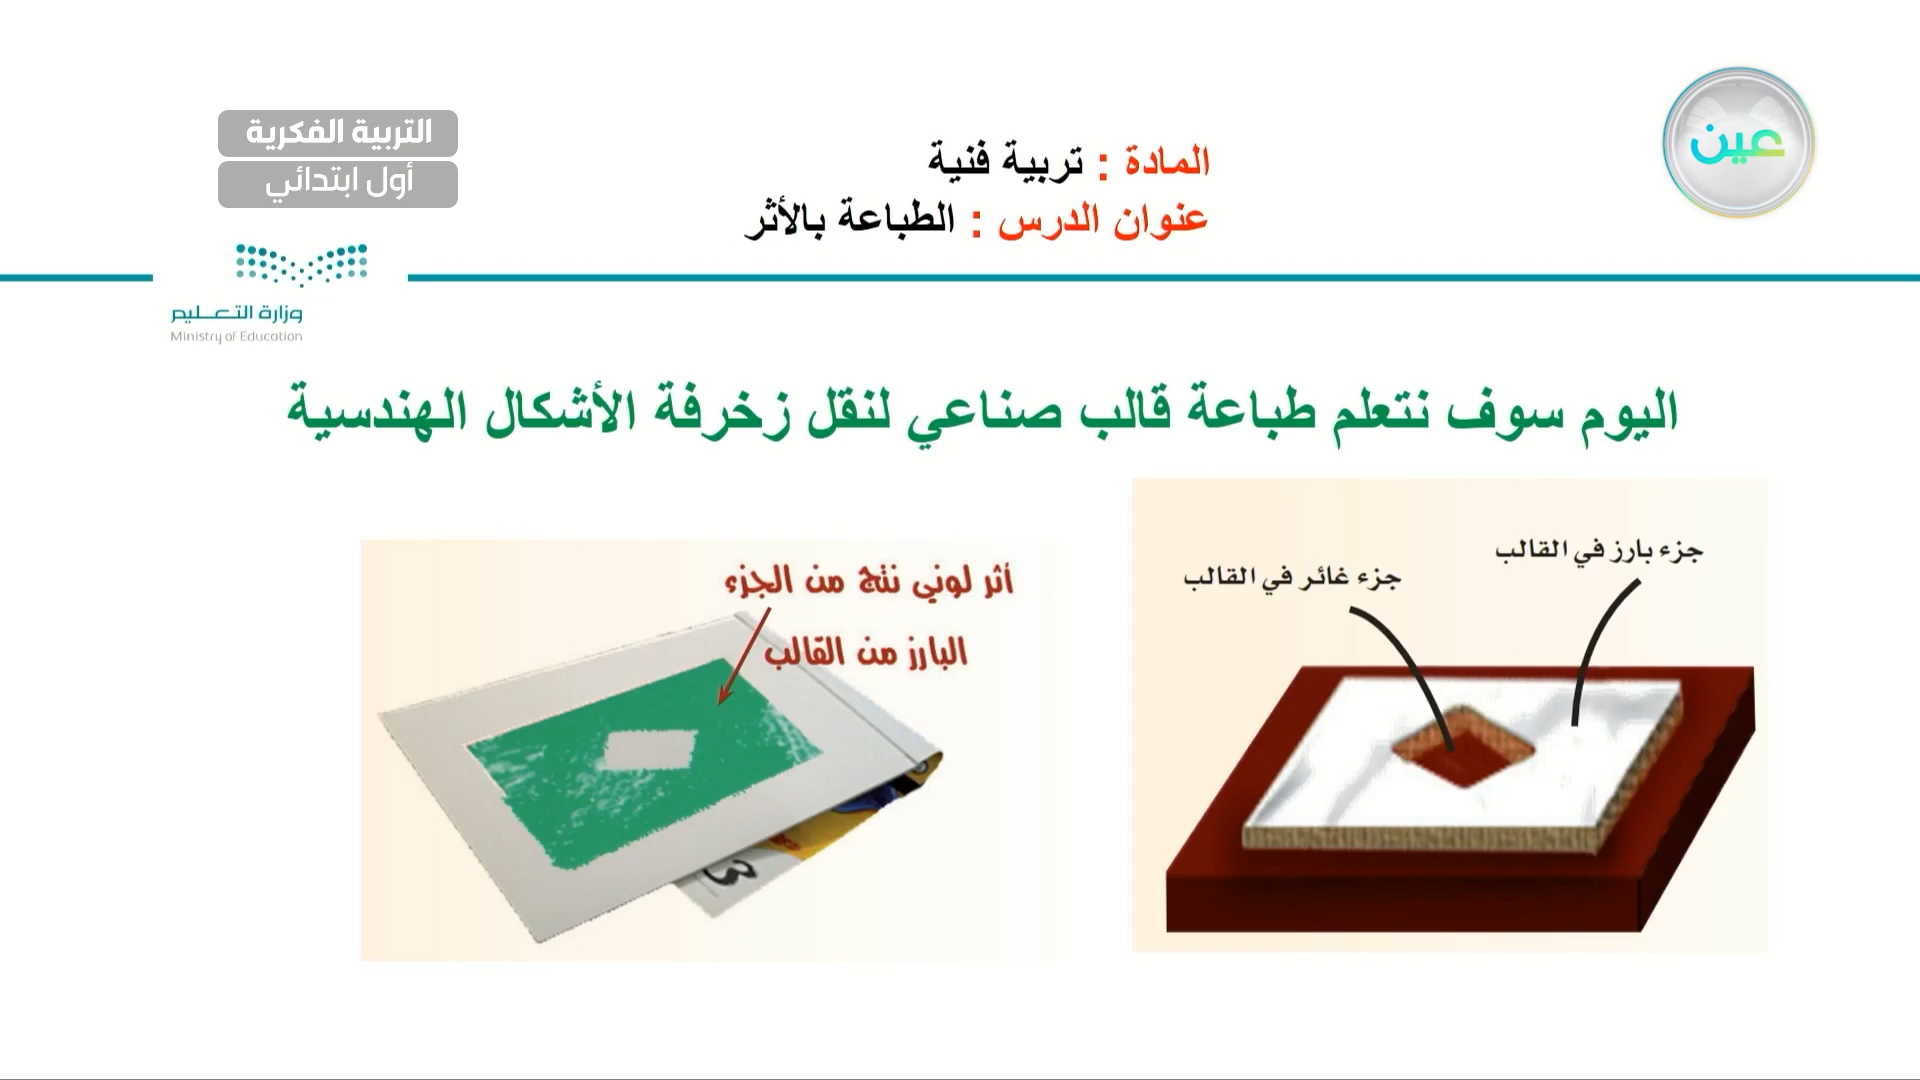 عين
المادة : تربية فنية
عنوان الدرس : الطباعة بالأثر
التربية الفكرية
أول ابتدائي
وزارة التعليم
Ministry of Education
اليوم سوف نتعلم طباعة قالب صناعي لنقل زخرفة الأشكال الهندسية
جزء بارز في القالب
جزء غائر في القالب
أثر لوني نتج من الجزء
البارز من القالب
3